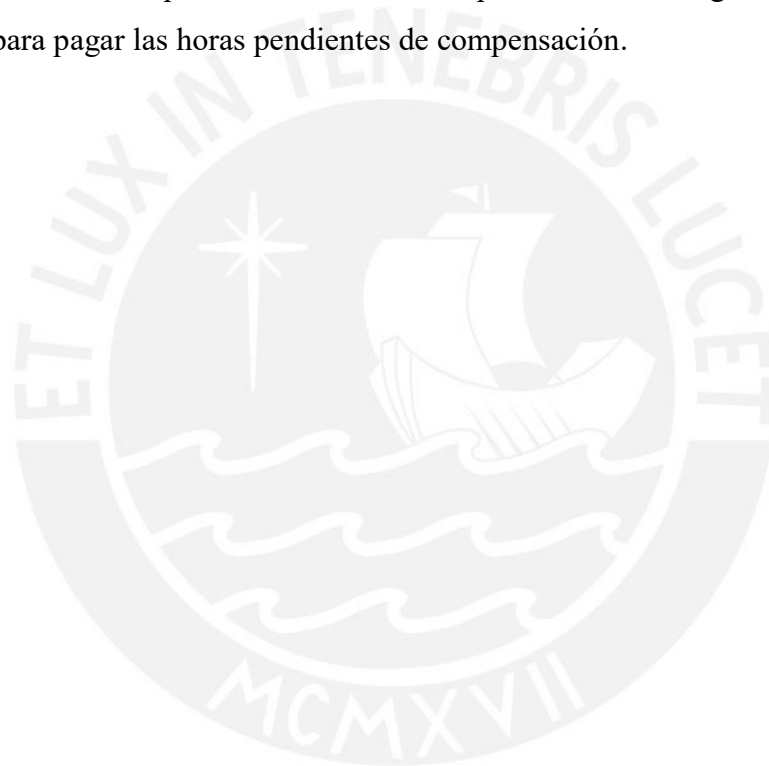 para pagar las horas pendientes de compensación.
ET LUX IN TENEBRIS LUCET
MCMXVII